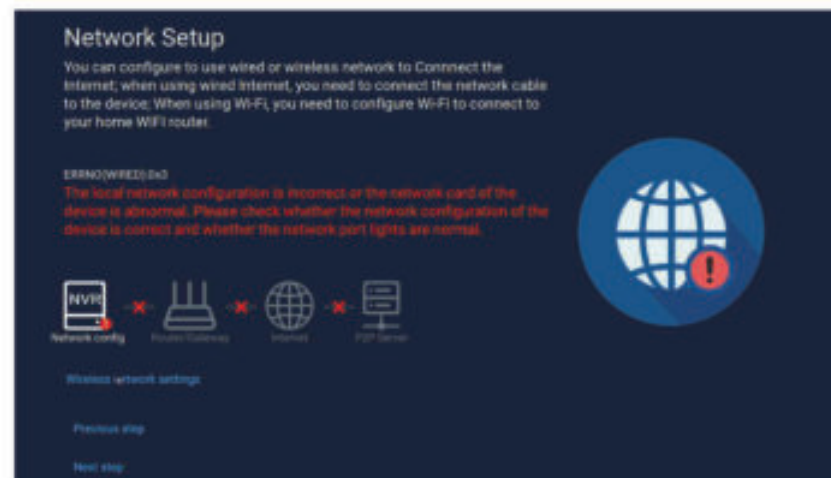 Network Setup
You can configure to use wired or wireless network to Connnect the
Internet; when using wired Internet, you need to connect the network cable
to the device; When using Wi-Fi, you need to configure Wi-Fi to connect to
your home WIFI router.
ERRNO(WIRED):0x3
The local network configuration is incorrect or the network card of the
device is abnormal. Please check whether the network configuration of the
device is correct and whether the network port lights are normal.
NVR
Network config Router/Gateway Internet P2P Server
Wireless network settings
Previous step
Next step